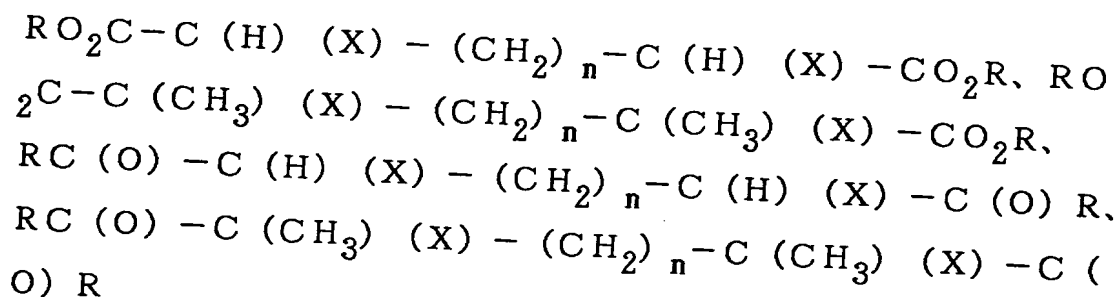 RO₂C−C (H) (X) − (CH₂)ₙ−C (H) (X) −CO₂R、RO
₂C−C (CH₃) (X) − (CH₂)ₙ−C (CH₃) (X) −CO₂R、
RC (O) −C (H) (X) − (CH₂)ₙ−C (H) (X) −C (O) R、
RC (O) −C (CH₃) (X) − (CH₂)ₙ−C (CH₃) (X) −C (
O) R